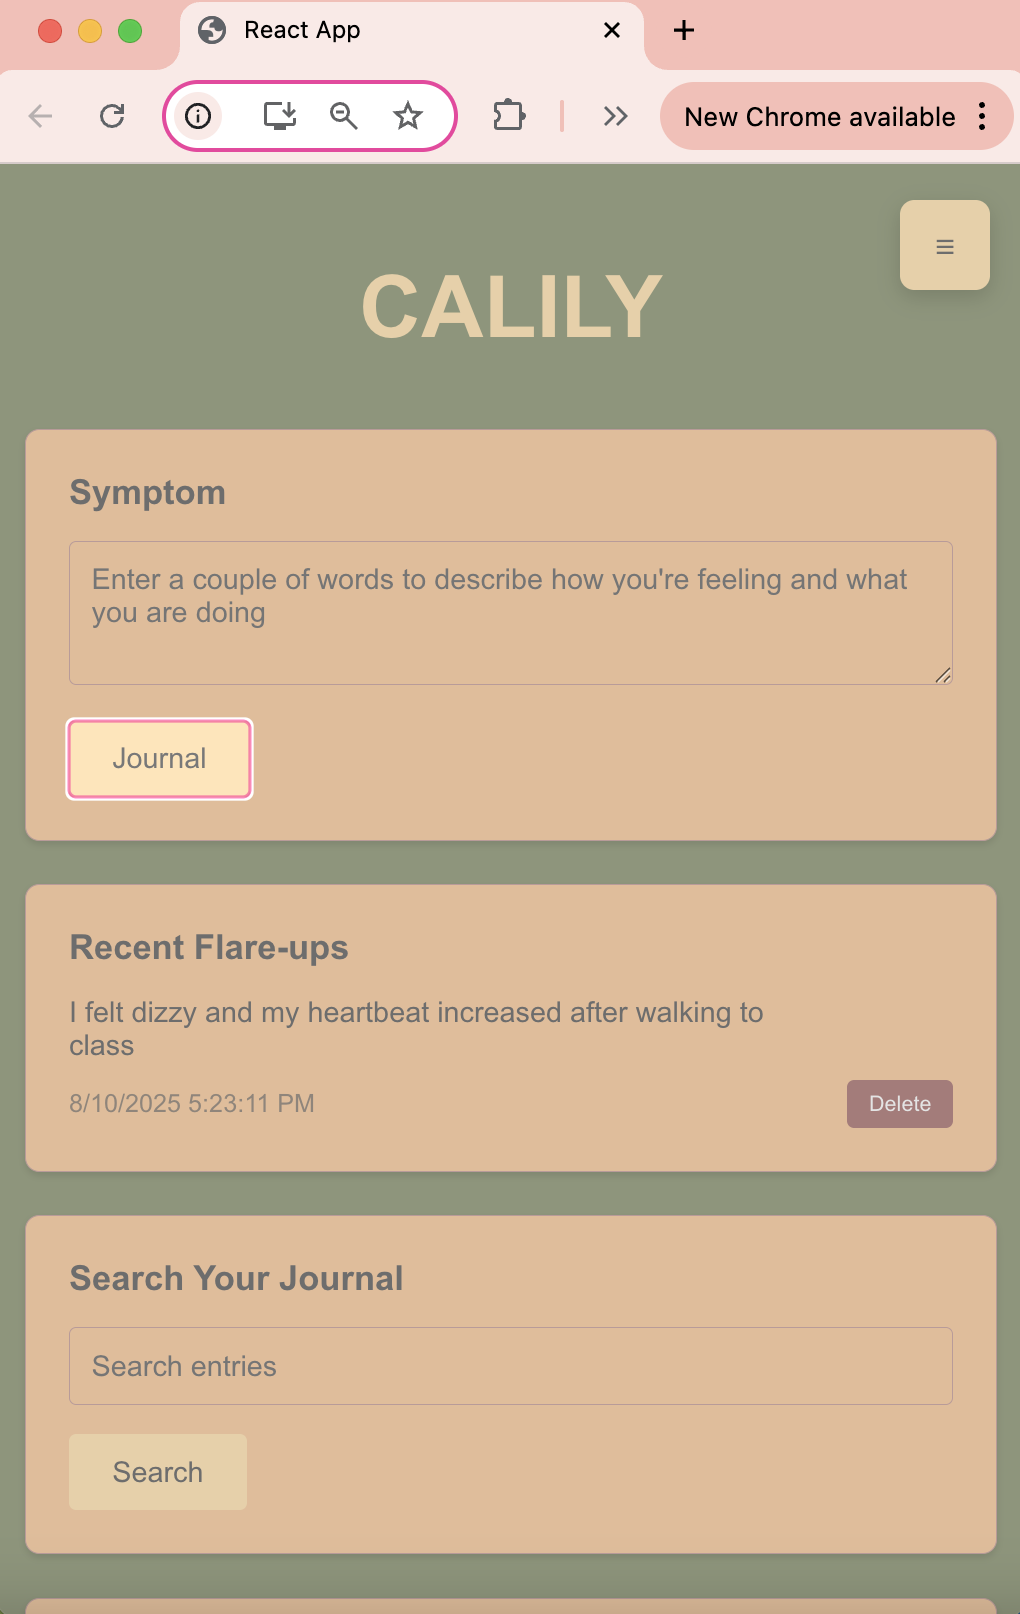 React App
New Chrome available
CALILY
Symptom
Enter a couple of words to describe how you're feeling and what
you are doing
Journal
Recent Flare-ups
I felt dizzy and my heartbeat increased after walking to
class
8/10/2025 5:23:11 PM
Delete
Search Your Journal
Search entries
Search